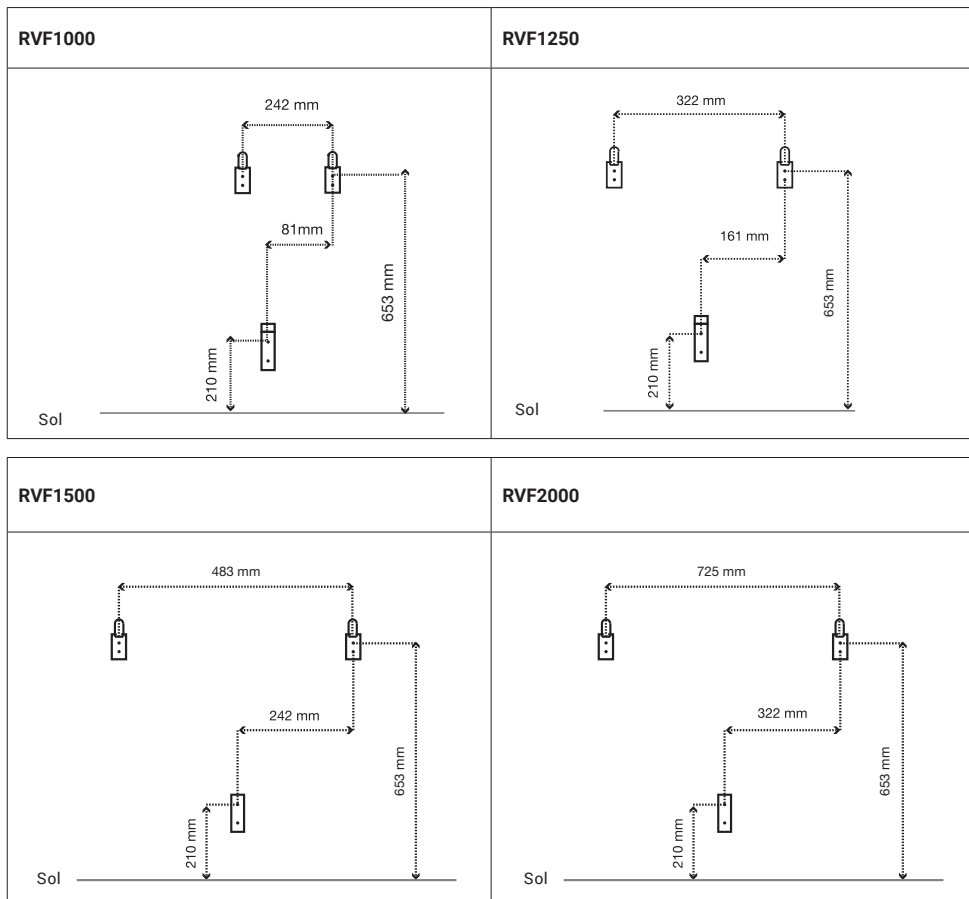 RVF1000
242 mm
81mm
653 mm
210 mm
Sol
RVF1250
322 mm
161 mm
653 mm
210 mm
Sol
RVF1500
483 mm
242 mm
653 mm
210 mm
Sol
RVF2000
725 mm
322 mm
653 mm
210 mm
Sol